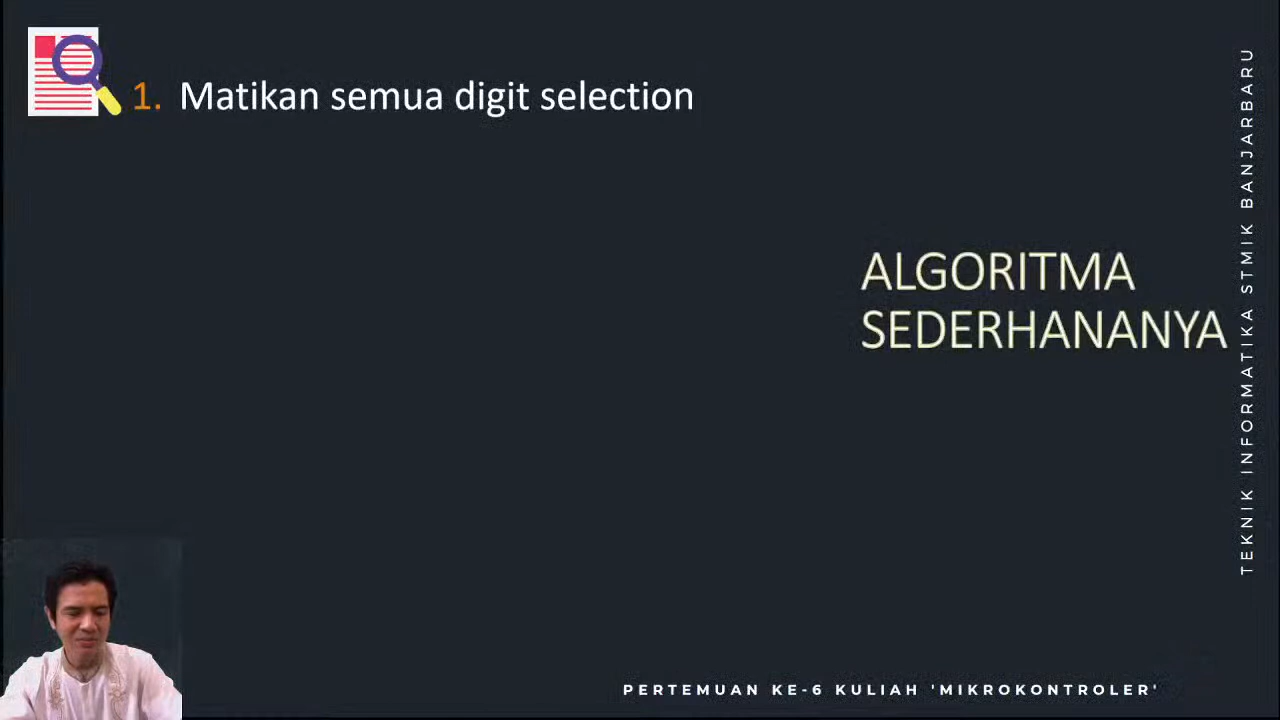 1. Matikan semua digit selection
ALGORITMA
SEDERHANANYA
TEKNIK INFORMATIKA STMIK BANJARBARU
PERTEMUAN KE-6 KULIAH 'MIKROKONTROLER'